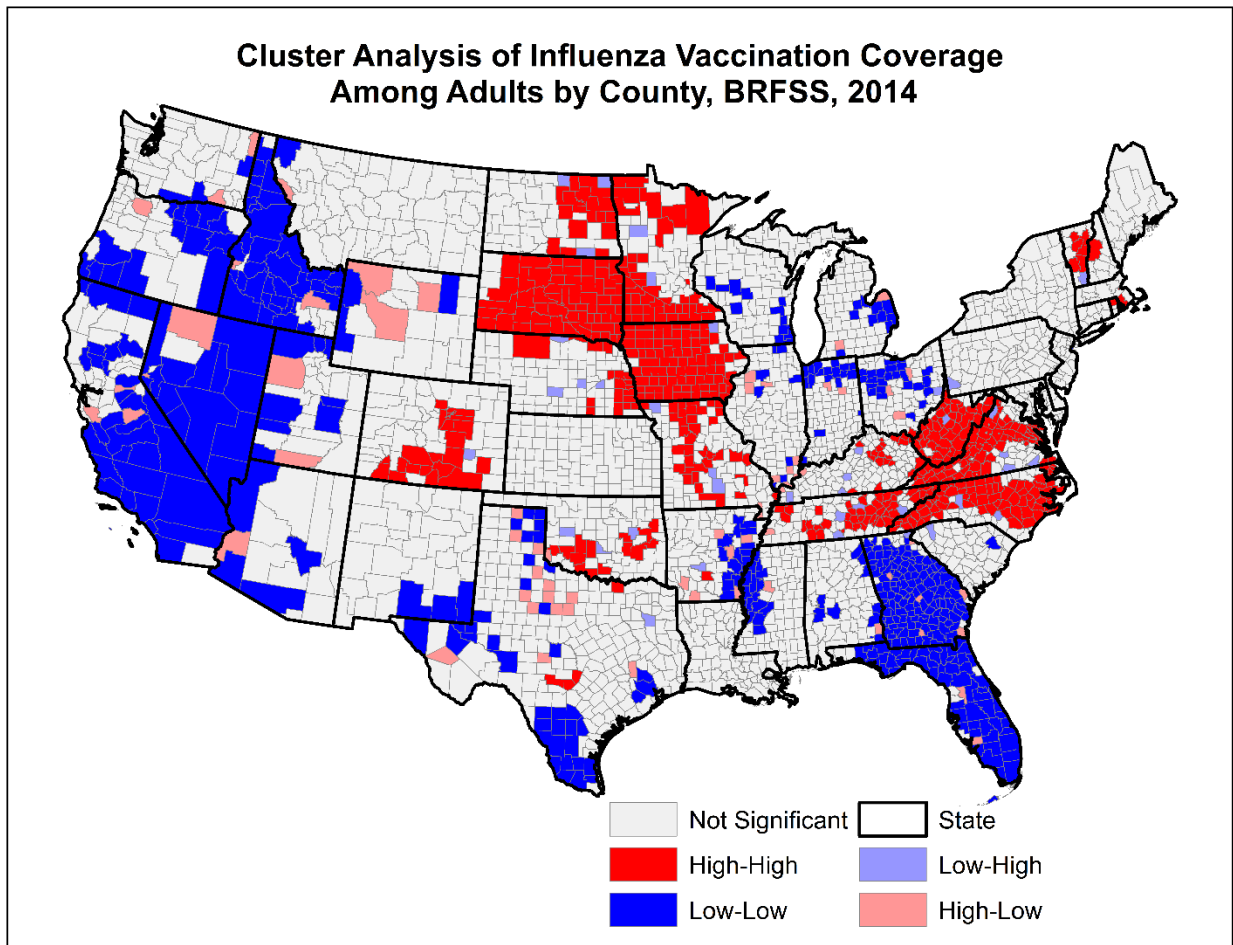 Cluster Analysis of Influenza Vaccination Coverage
Among Adults by County, BRFSS, 2014
Not Significant
State
High-High
Low-High
Low-Low
High-Low